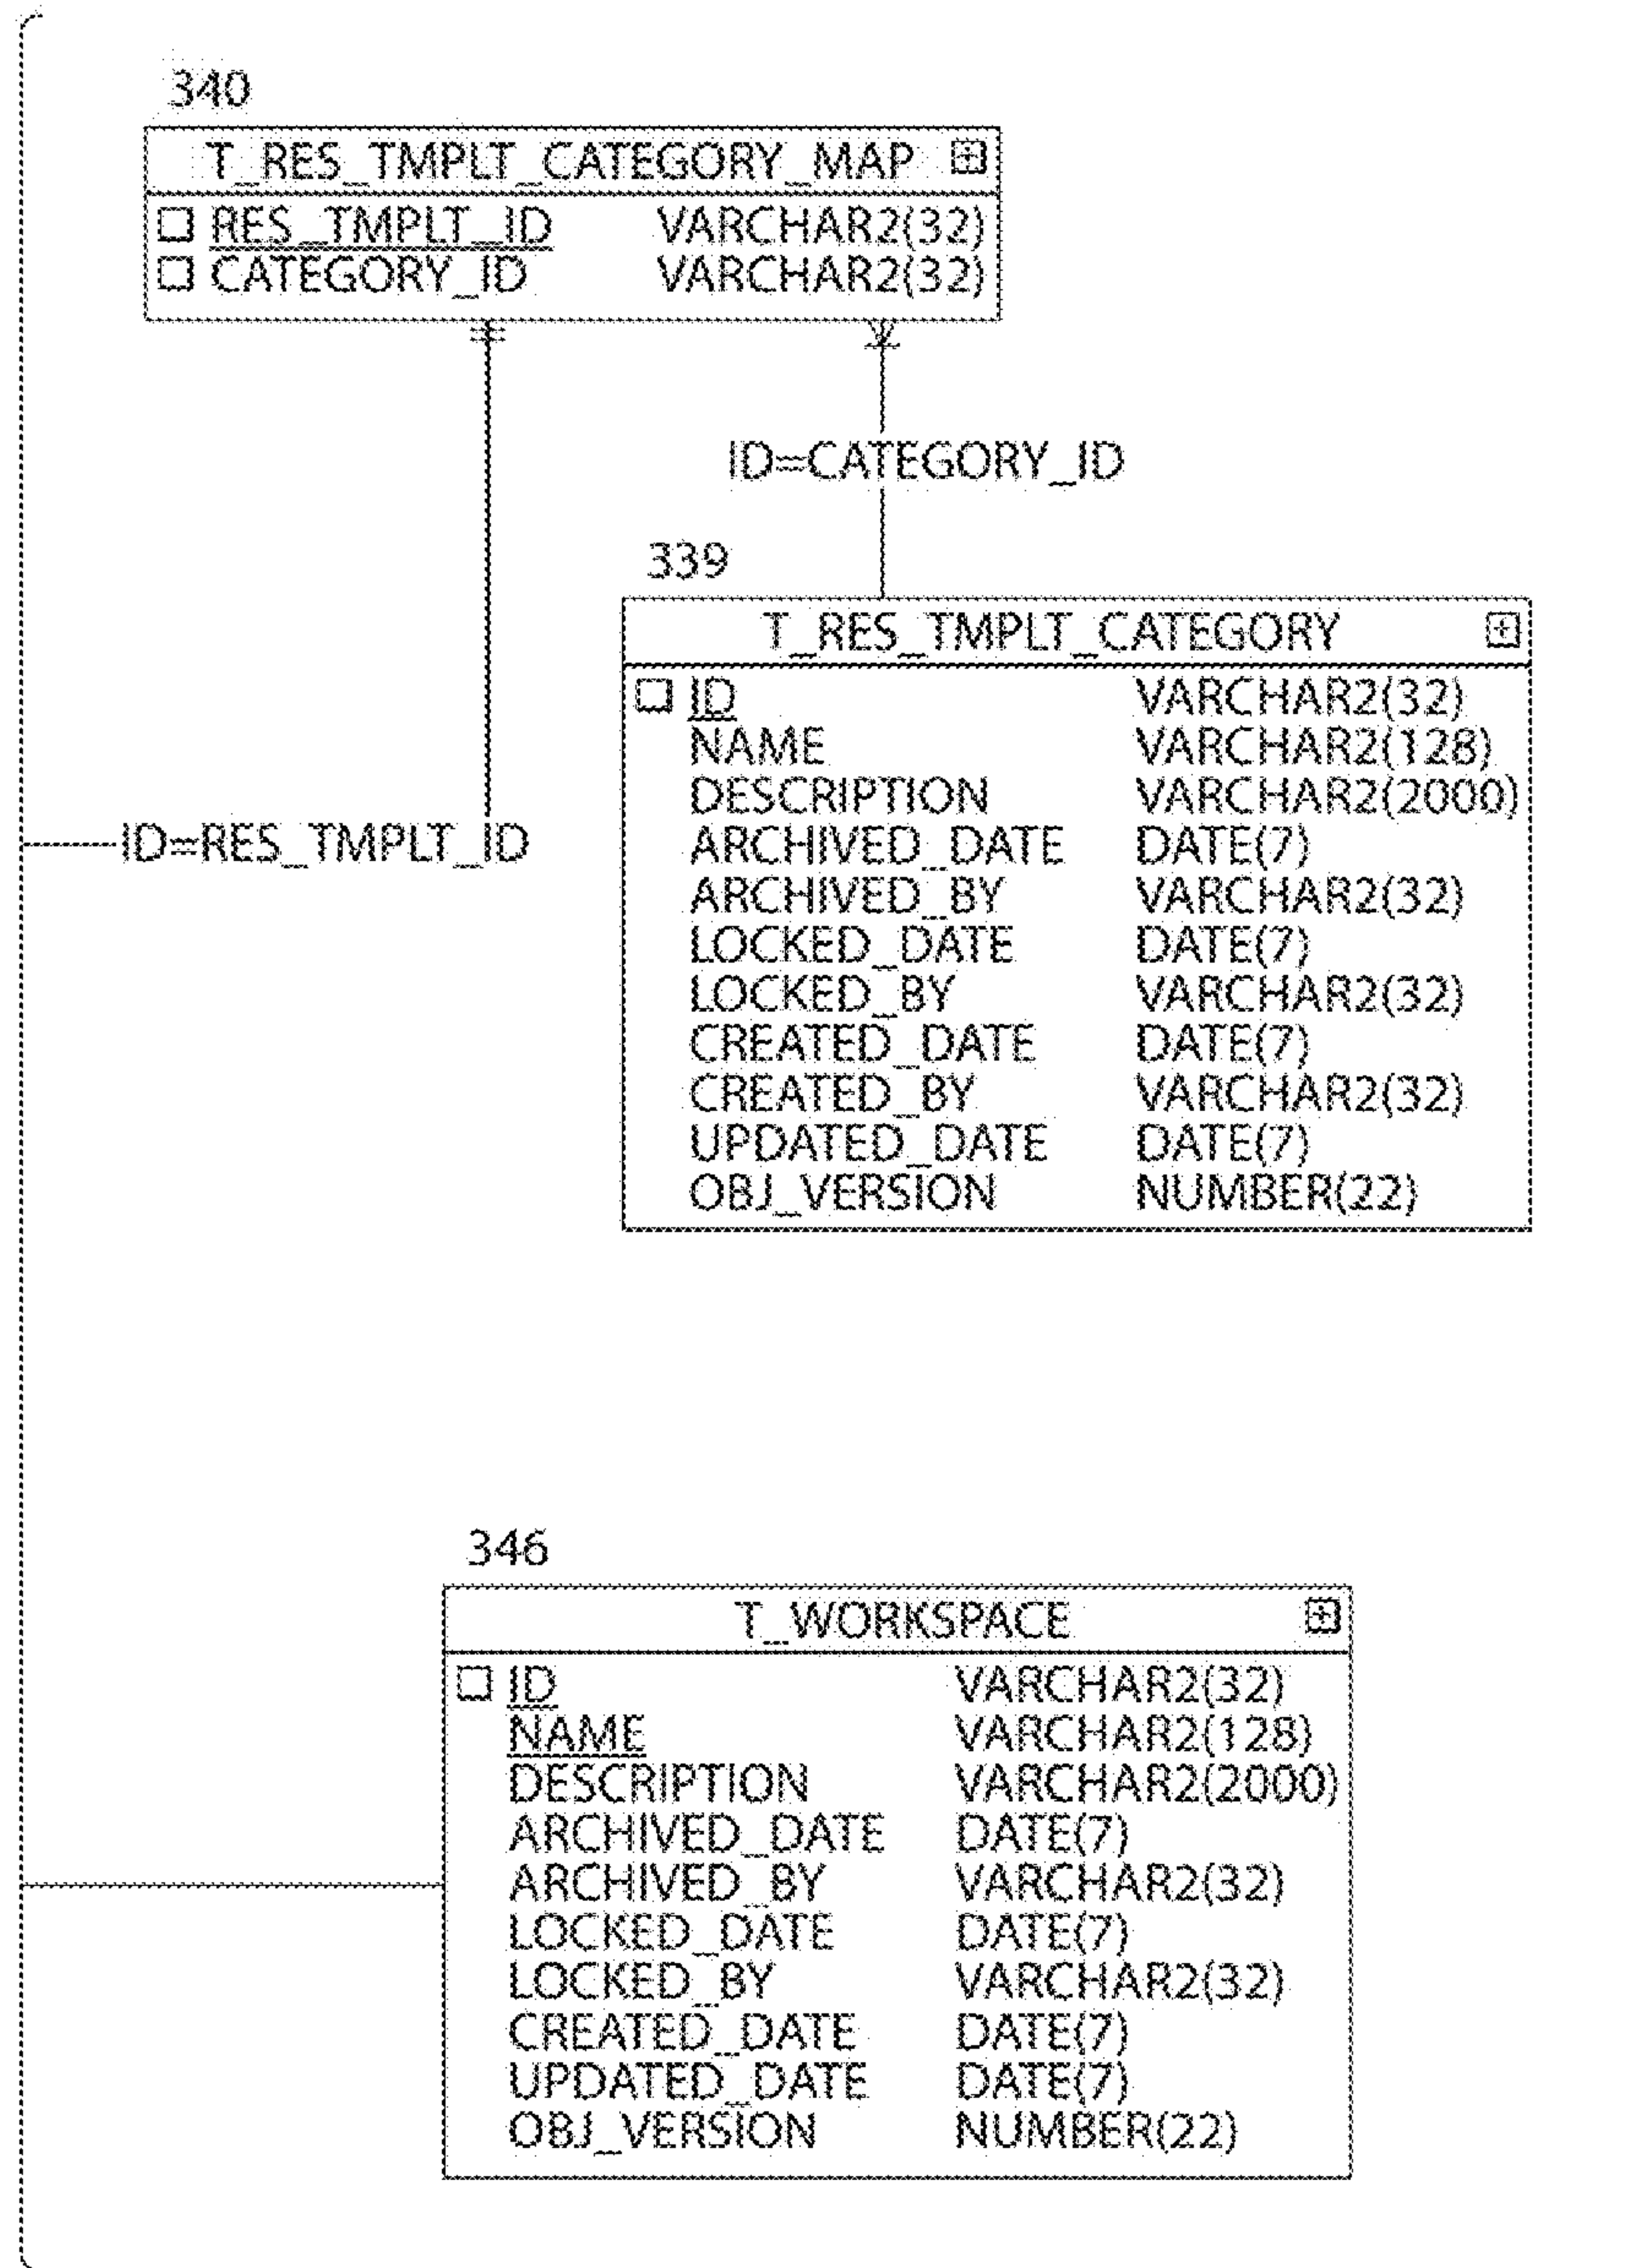 340
T_RES_TMPLT_CATEGORY_MAP
RES_TMPLT_ID VARCHAR2(32)
CATEGORY_ID VARCHAR2(32)
ID=CATEGORY_ID
339
T_RES_TMPLT_CATEGORY
ID VARCHAR2(32)
NAME VARCHAR2(128)
DESCRIPTION VARCHAR2(2000)
ARCHIVED_DATE DATE(7)
ARCHIVED_BY VARCHAR2(32)
LOCKED_DATE DATE(7)
LOCKED_BY VARCHAR2(32)
CREATED_DATE DATE(7)
CREATED_BY VARCHAR2(32)
UPDATED_DATE DATE(7)
OBJ_VERSION NUMBER(22)
ID=RES_TMPLT_ID
346
T_WORKSPACE
ID VARCHAR2(32)
NAME VARCHAR2(128)
DESCRIPTION VARCHAR2(2000)
ARCHIVED_DATE DATE(7)
ARCHIVED_BY VARCHAR2(32)
LOCKED_DATE DATE(7)
LOCKED_BY VARCHAR2(32)
CREATED_DATE DATE(7)
UPDATED_DATE DATE(7)
OBJ_VERSION NUMBER(22)